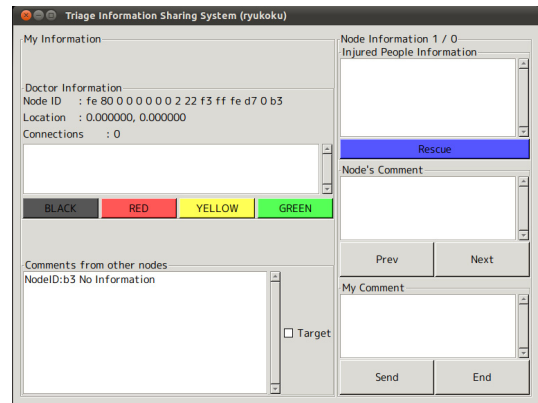 Triage Information Sharing System (ryukoku)
My Information
Doctor Information
Node ID : fe 80 0 0 0 0 0 0 2 22 f3 ff fe d7 0 b3
Location : 0.000000, 0.000000
Connections : 0
BLACK
RED
YELLOW
GREEN
Comments from other nodes
NodeID:b3 No Information
Target
Node Information 1 / 0
Injured People Information
Rescue
Node's Comment
Prev
Next
My Comment
Send
End